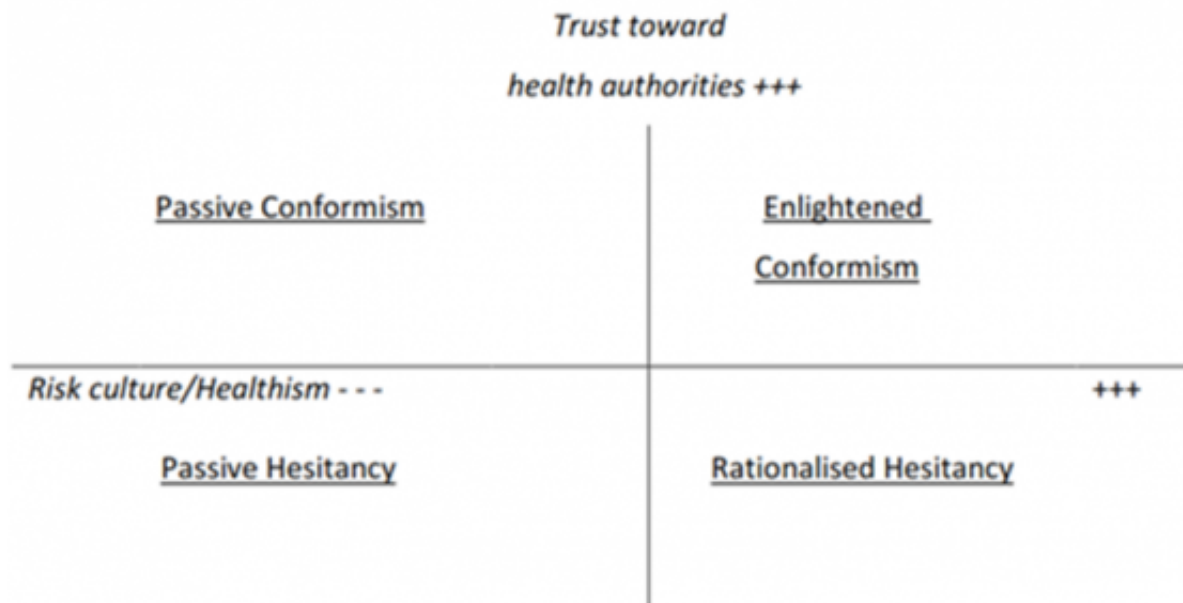 Trust toward
health authorities +++
Passive Conformism
Enlightened
Conformism
Risk culture/Healthism - - -
+++
Passive Hesitancy
Rationalised Hesitancy